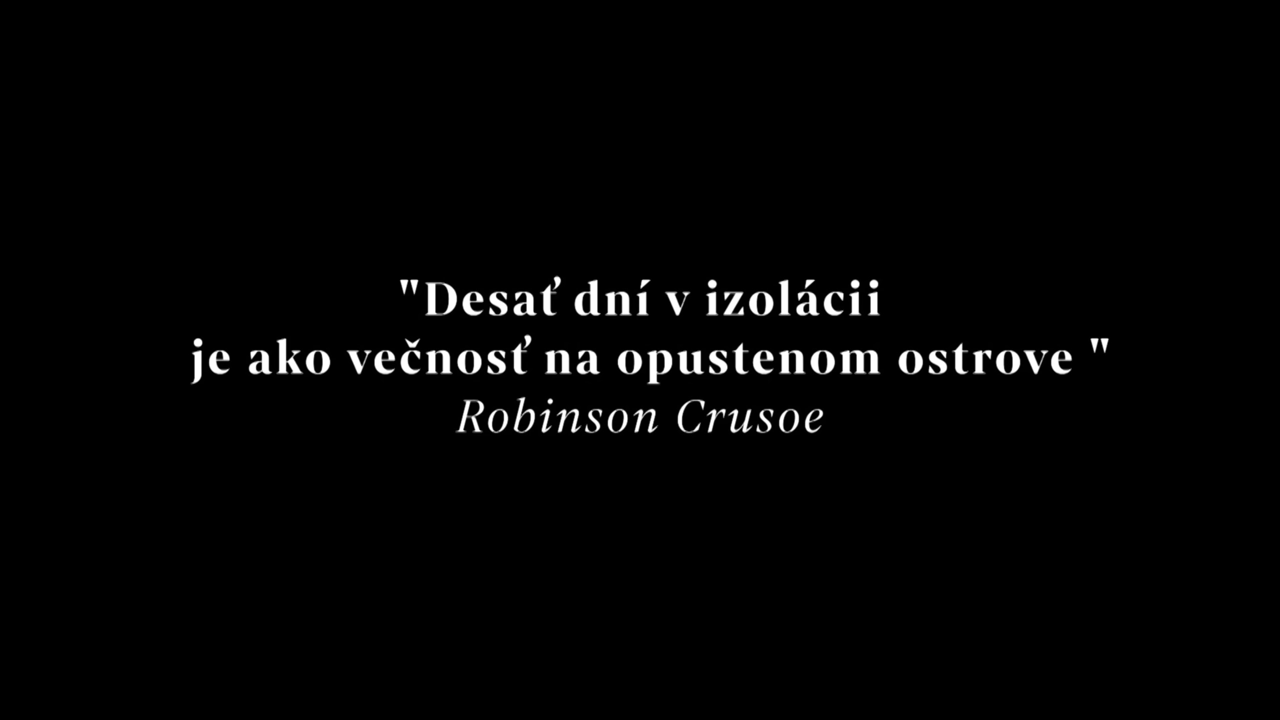 "Desať dní v izolácii
je ako večnosť na opustenom ostrove "
Robinson Crusoe